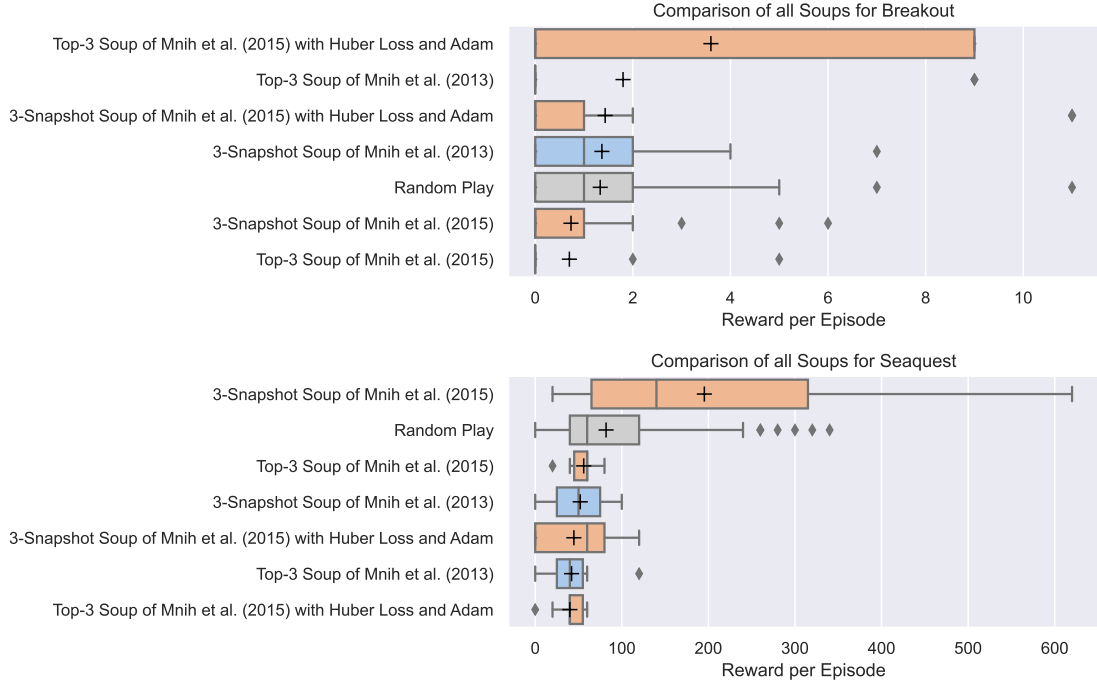 Comparison of all Soups for Breakout
Top-3 Soup of Mnih et al. (2015) with Huber Loss and Adam
Top-3 Soup of Mnih et al. (2013)
3-Snapshot Soup of Mnih et al. (2015) with Huber Loss and Adam
3-Snapshot Soup of Mnih et al. (2013)
Random Play
3-Snapshot Soup of Mnih et al. (2015)
Top-3 Soup of Mnih et al. (2015)
0 2 4 6 8 10
Reward per Episode
Comparison of all Soups for Seaquest
3-Snapshot Soup of Mnih et al. (2015)
Random Play
Top-3 Soup of Mnih et al. (2015)
3-Snapshot Soup of Mnih et al. (2013)
3-Snapshot Soup of Mnih et al. (2015) with Huber Loss and Adam
Top-3 Soup of Mnih et al. (2013)
Top-3 Soup of Mnih et al. (2015) with Huber Loss and Adam
0 100 200 300 400 500 600
Reward per Episode